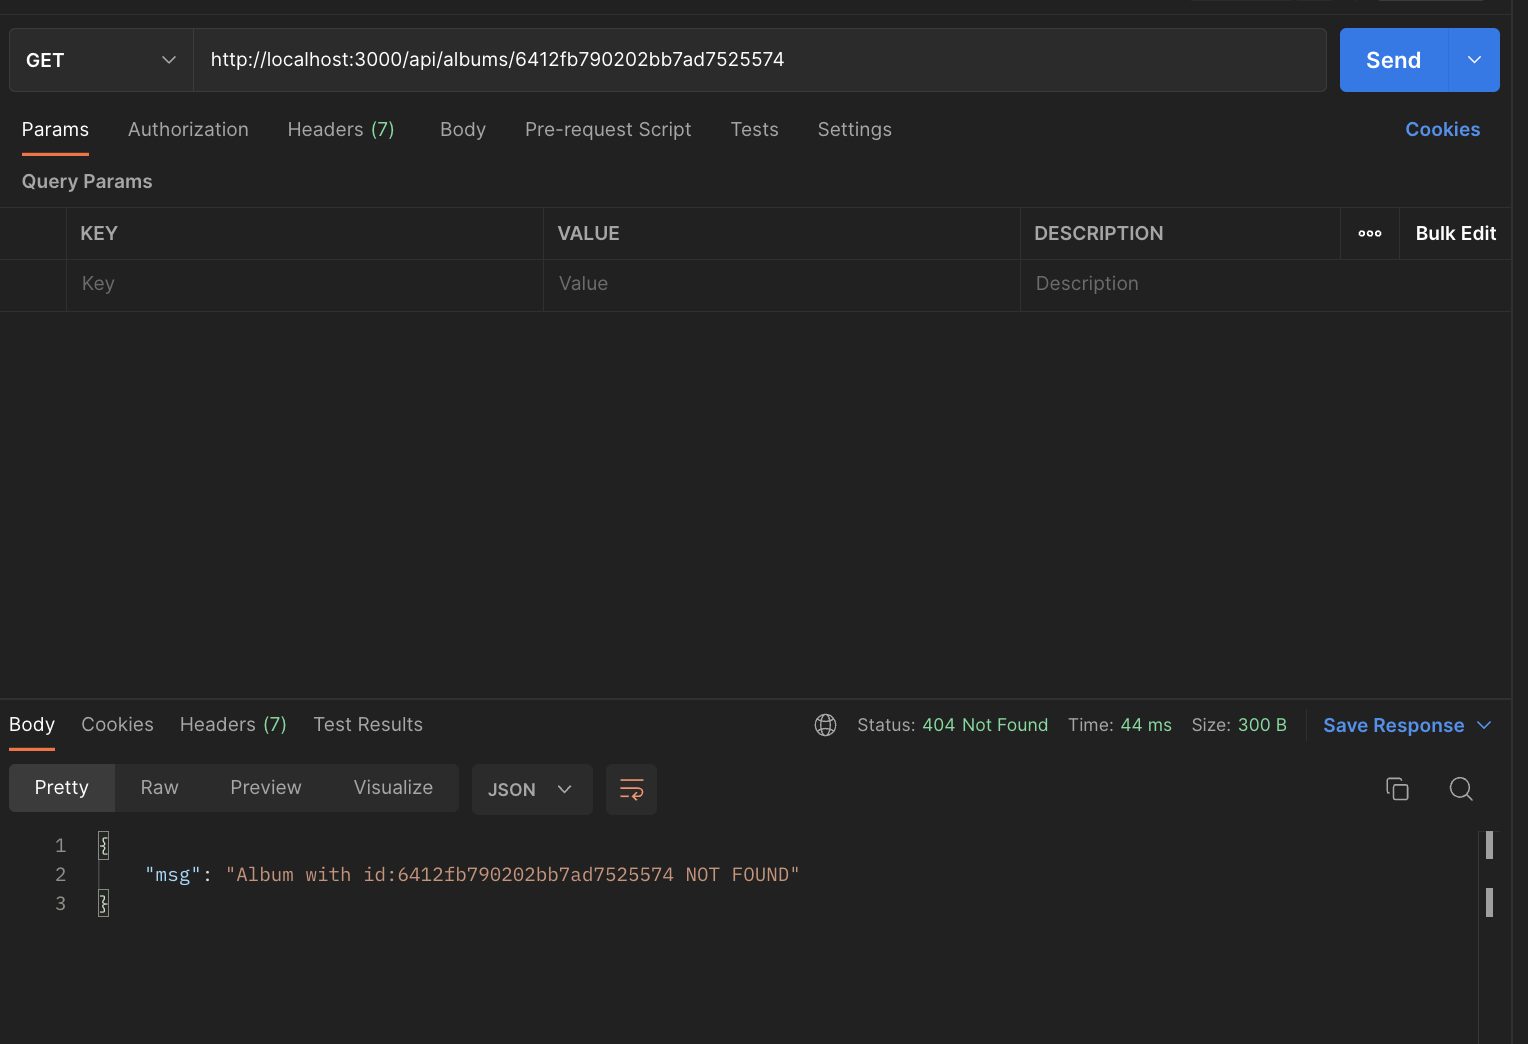 GET http://localhost:3000/api/albums/6412fb790202bb7ad7525574 Send
Params Authorization Headers (7) Body Pre-request Script Tests Settings Cookies
Query Params
KEY VALUE DESCRIPTION ooo Bulk Edit
Key Value Description
Body Cookies Headers (7) Test Results Status: 404 Not Found Time: 44 ms Size: 300 B Save Response
Pretty Raw Preview Visualize JSON
1 {
2 "msg": "Album with id:6412fb790202bb7ad7525574 NOT FOUND"
3 }